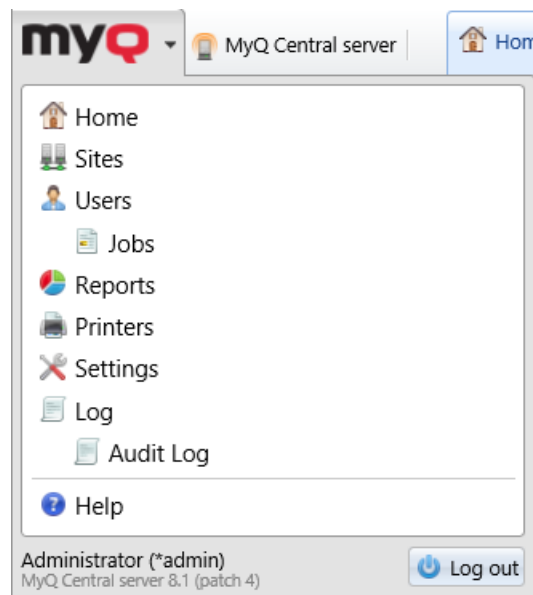 myQ MyQ Central server Hom
Home
Sites
Users
Jobs
Reports
Printers
Settings
Log
Audit Log
Help
Administrator (*admin)
MyQ Central server 8.1 (patch 4)
Log out